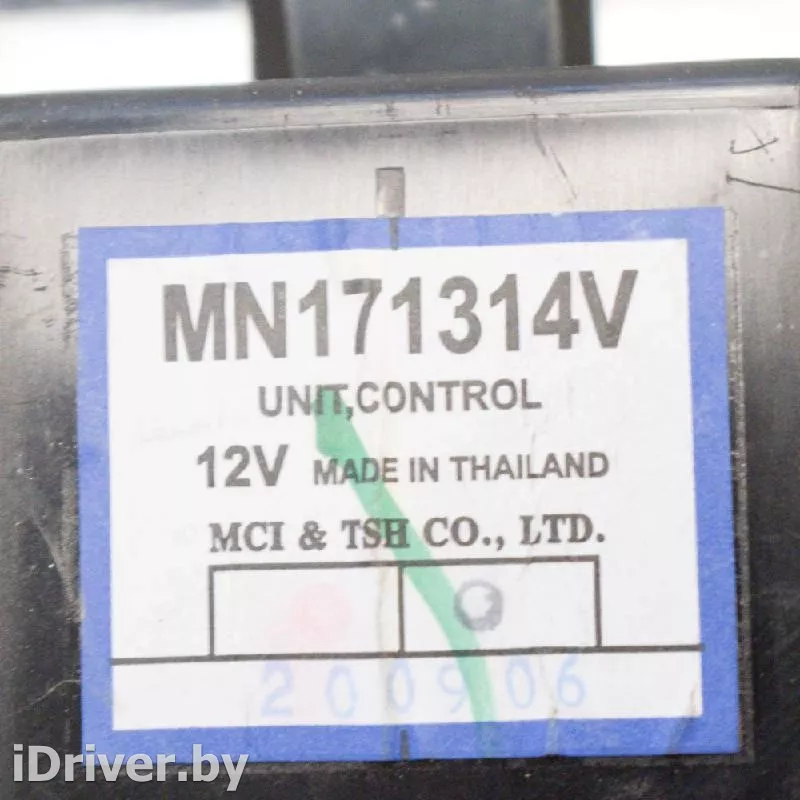 MN171314V
UNIT,CONTROL
12V MADE IN THAILAND
MCI & TSH CO., LTD.
200906
iDriver.by